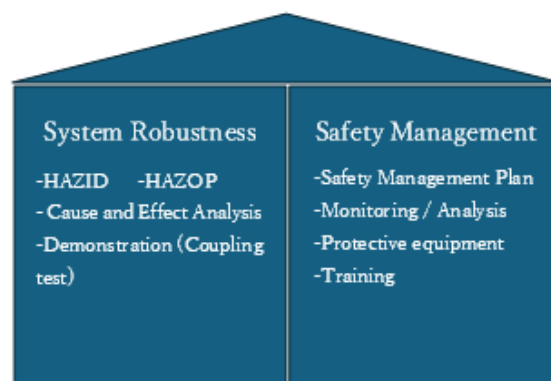 System Robustness
-HAZID -HAZOP
- Cause and Effect Analysis
-Demonstration (Coupling
test)
Safety Management
-Safety Management Plan
-Monitoring / Analysis
-Protective equipment
-Training